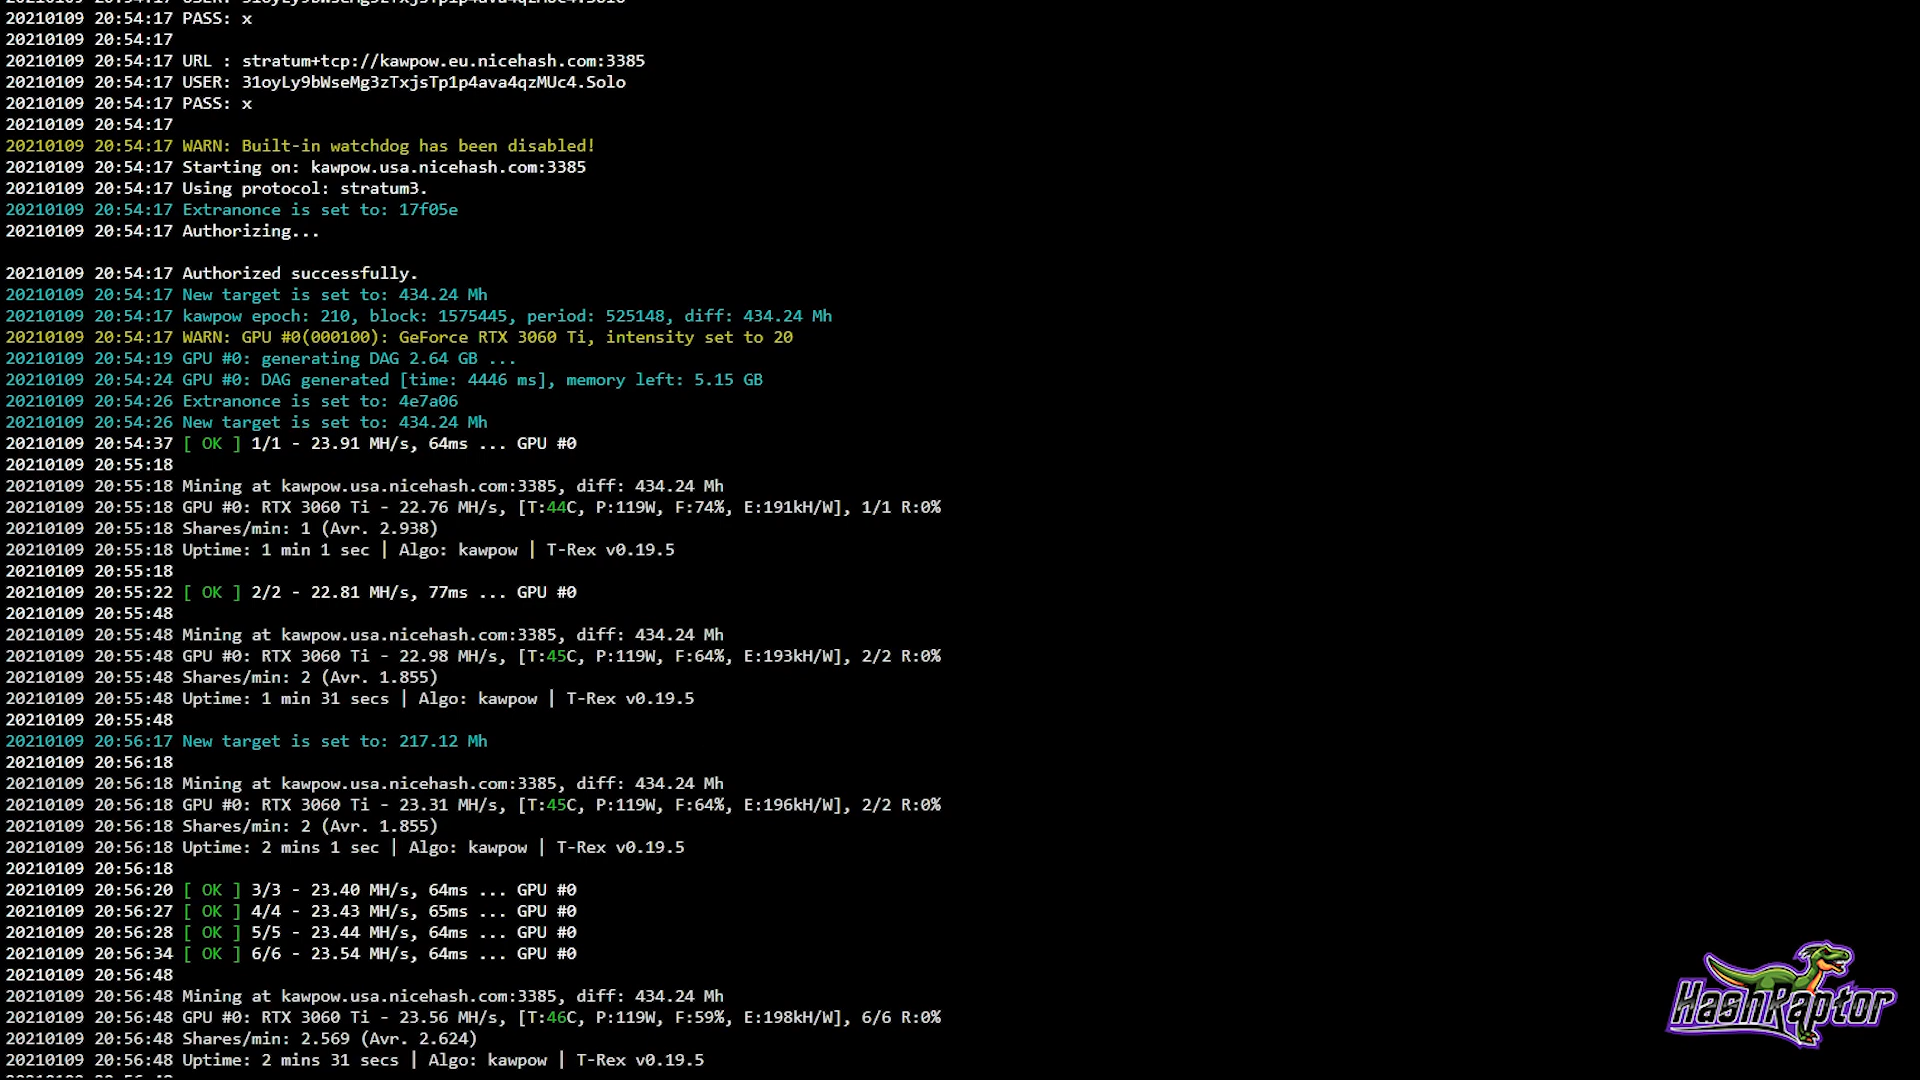 20210109 20:54:17 PASS: x
20210109 20:54:17
20210109 20:54:17 URL : stratum+tcp://kawpow.eu.nicehash.com:3385
20210109 20:54:17 USER: 31oyLy9bWseMg3zTxjsTp1p4ava4qzMUc4.Solo
20210109 20:54:17 PASS: x
20210109 20:54:17
20210109 20:54:17 WARN: Built-in watchdog has been disabled!
20210109 20:54:17 Starting on: kawpow.usa.nicehash.com:3385
20210109 20:54:17 Using protocol: stratum3.
20210109 20:54:17 Extranonce is set to: 17f05e
20210109 20:54:17 Authorizing...
20210109 20:54:17 Authorized successfully.
20210109 20:54:17 New target is set to: 434.24 Mh
20210109 20:54:17 kawpow epoch: 210, block: 1575445, period: 525148, diff: 434.24 Mh
20210109 20:54:17 WARN: GPU #0(000100): GeForce RTX 3060 Ti, intensity set to 20
20210109 20:54:19 GPU #0: generating DAG 2.64 GB ...
20210109 20:54:24 GPU #0: DAG generated [time: 4446 ms], memory left: 5.15 GB
20210109 20:54:26 Extranonce is set to: 4e7a06
20210109 20:54:26 New target is set to: 434.24 Mh
20210109 20:54:37 [ OK ] 1/1 - 23.91 MH/s, 64ms ... GPU #0
20210109 20:55:18
20210109 20:55:18 Mining at kawpow.usa.nicehash.com:3385, diff: 434.24 Mh
20210109 20:55:18 GPU #0: RTX 3060 Ti - 22.76 MH/s, [T:44C, P:119W, F:74%, E:191kH/W], 1/1 R:0%
20210109 20:55:18 Shares/min: 1 (Avr. 2.938)
20210109 20:55:18 Uptime: 1 min 1 sec | Algo: kawpow | T-Rex v0.19.5
20210109 20:55:18
20210109 20:55:22 [ OK ] 2/2 - 22.81 MH/s, 77ms ... GPU #0
20210109 20:55:48
20210109 20:55:48 Mining at kawpow.usa.nicehash.com:3385, diff: 434.24 Mh
20210109 20:55:48 GPU #0: RTX 3060 Ti - 22.98 MH/s, [T:45C, P:119W, F:64%, E:193kH/W], 2/2 R:0%
20210109 20:55:48 Shares/min: 2 (Avr. 1.855)
20210109 20:55:48 Uptime: 1 min 31 secs | Algo: kawpow | T-Rex v0.19.5
20210109 20:55:48
20210109 20:56:17 New target is set to: 217.12 Mh
20210109 20:56:18
20210109 20:56:18 Mining at kawpow.usa.nicehash.com:3385, diff: 434.24 Mh
20210109 20:56:18 GPU #0: RTX 3060 Ti - 23.31 MH/s, [T:45C, P:119W, F:64%, E:196kH/W], 2/2 R:0%
20210109 20:56:18 Shares/min: 2 (Avr. 1.855)
20210109 20:56:18 Uptime: 2 mins 1 sec | Algo: kawpow | T-Rex v0.19.5
20210109 20:56:18
20210109 20:56:20 [ OK ] 3/3 - 23.40 MH/s, 64ms ... GPU #0
20210109 20:56:27 [ OK ] 4/4 - 23.43 MH/s, 65ms ... GPU #0
20210109 20:56:28 [ OK ] 5/5 - 23.44 MH/s, 64ms ... GPU #0
20210109 20:56:34 [ OK ] 6/6 - 23.54 MH/s, 64ms ... GPU #0
20210109 20:56:48
20210109 20:56:48 Mining at kawpow.usa.nicehash.com:3385, diff: 434.24 Mh
20210109 20:56:48 GPU #0: RTX 3060 Ti - 23.56 MH/s, [T:46C, P:119W, F:59%, E:198kH/W], 6/6 R:0%
20210109 20:56:48 Shares/min: 2.569 (Avr. 2.624)
20210109 20:56:48 Uptime: 2 mins 31 secs | Algo: kawpow | T-Rex v0.19.5
HashRaptor